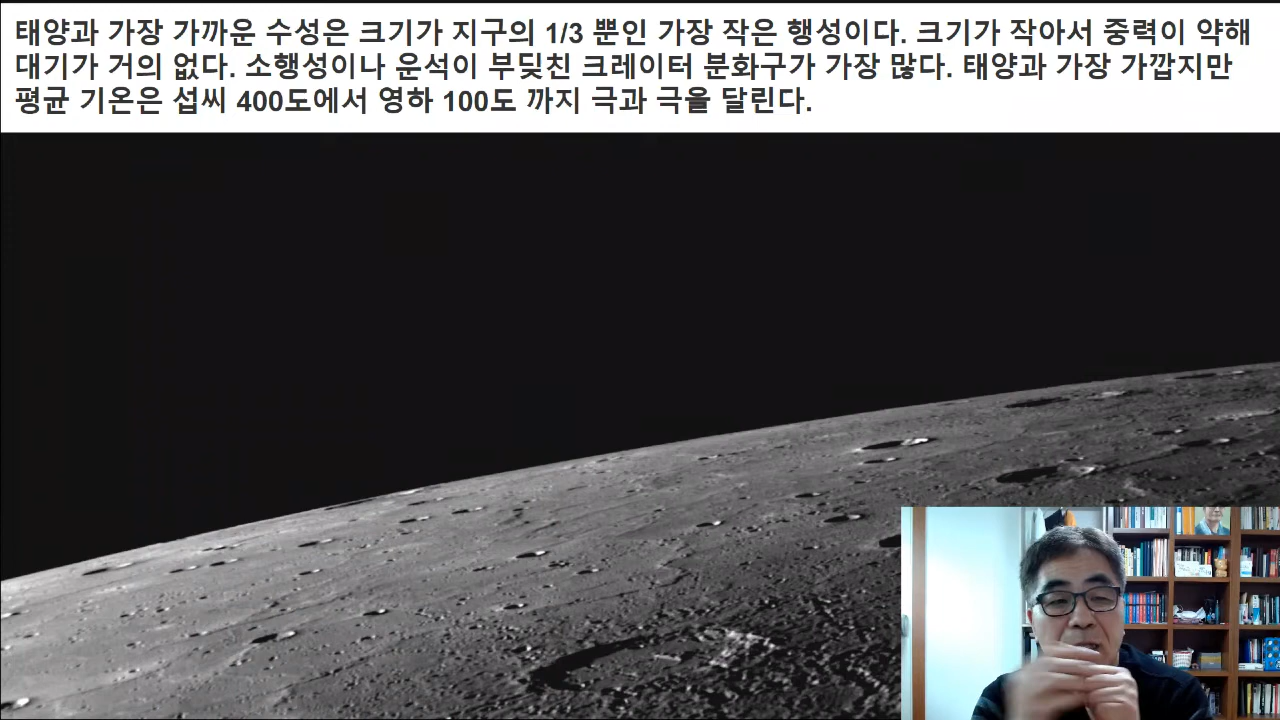 태양과 가장 가까운 수성은 크기가 지구의 1/3 뿐인 가장 작은 행성이다. 크기가 작아서 중력이 약해
대기가 거의 없다. 소행성이나 운석이 부딪친 크레이터 분화구가 가장 많다. 태양과 가장 가깝지만
평균 기온은 섭씨 400도에서 영하 100도 까지 극과 극을 달린다.